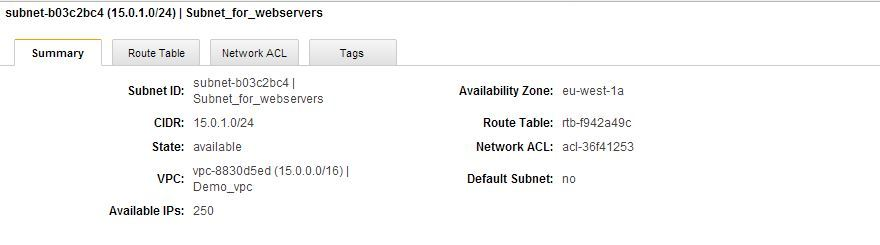 subnet-b03c2bc4 (15.0.1.0/24) | Subnet_for_webservers
Summary Route Table Network ACL Tags
Subnet ID: subnet-b03c2bc4 |
Subnet_for_webservers
Availability Zone: eu-west-1a
CIDR: 15.0.1.0/24
Route Table: rtb-f942a49c
State: available
Network ACL: acl-36f41253
VPC: vpc-8830d5ed (15.0.0.0/16) |
Demo_vpc
Default Subnet: no
Available IPs: 250